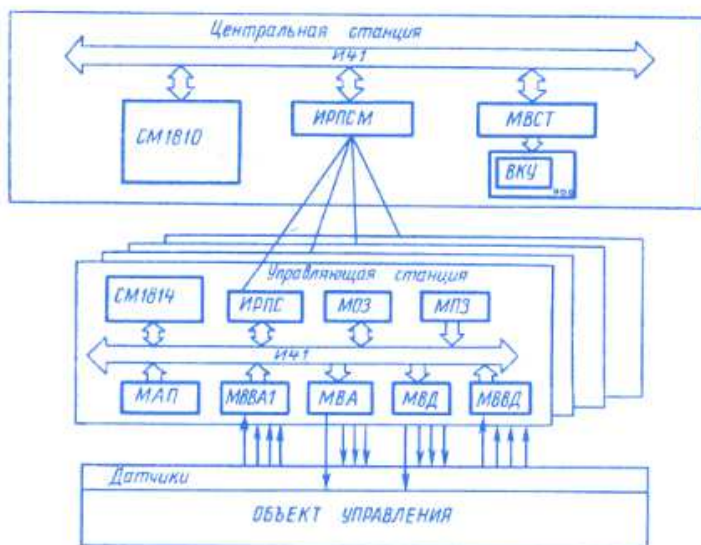 Центральная станция
И41
СМ1810
ИРПСМ
МВСТ
ВКУ
Управляющая станция
СМ1814
ИРПС
МОЗ
МПЗ
И41
МАП
МВВА1
МВА
МВД
МВВД
Датчики
ОБЪЕКТ УПРАВЛЕНИЯ